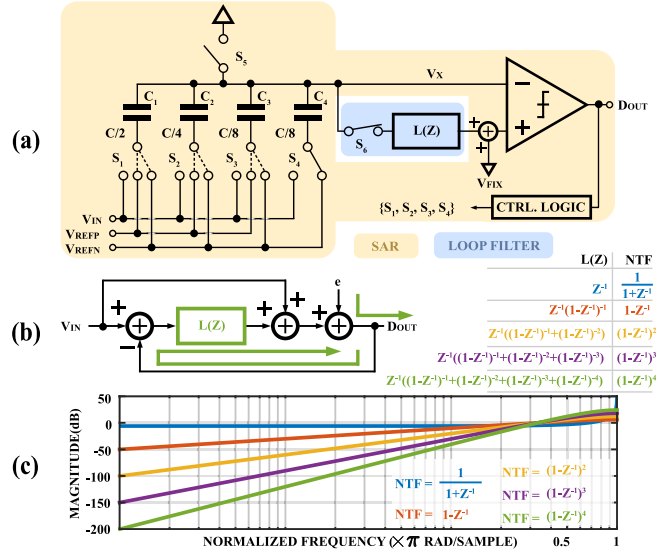 (a)
S5
C1 C2 C3 C4
C/2 C/4 C/8 C/8
S1 S2 S3 S4
VX
S6
L(Z)
+
+
VFIX
−
+
DOUT
VIN
VREFP
VREFN
{S1, S2, S3, S4}
CTRL. LOGIC
SAR
LOOP FILTER
(b)
VIN
+
−
L(Z)
+
+
+
e
DOUT
L(Z) NTF
Z-1 1/1+Z-1
Z-1(1-Z-1)-1 1-Z-1
Z-1((1-Z-1)-1+(1-Z-1)-2) (1-Z-1)2
Z-1((1-Z-1)-1+(1-Z-1)-2+(1-Z-1)-3) (1-Z-1)3
Z-1((1-Z-1)-1+(1-Z-1)-2+(1-Z-1)-3+(1-Z-1)-4) (1-Z-1)4
(c)
MAGNITUDE(dB)
50
0
-50
-100
-150
-200
NTF = 1/1+Z-1
NTF = 1-Z-1
NTF = (1-Z-1)2
NTF = (1-Z-1)3
NTF = (1-Z-1)4
0.5 1
NORMALIZED FREQUENCY (×π RAD/SAMPLE)